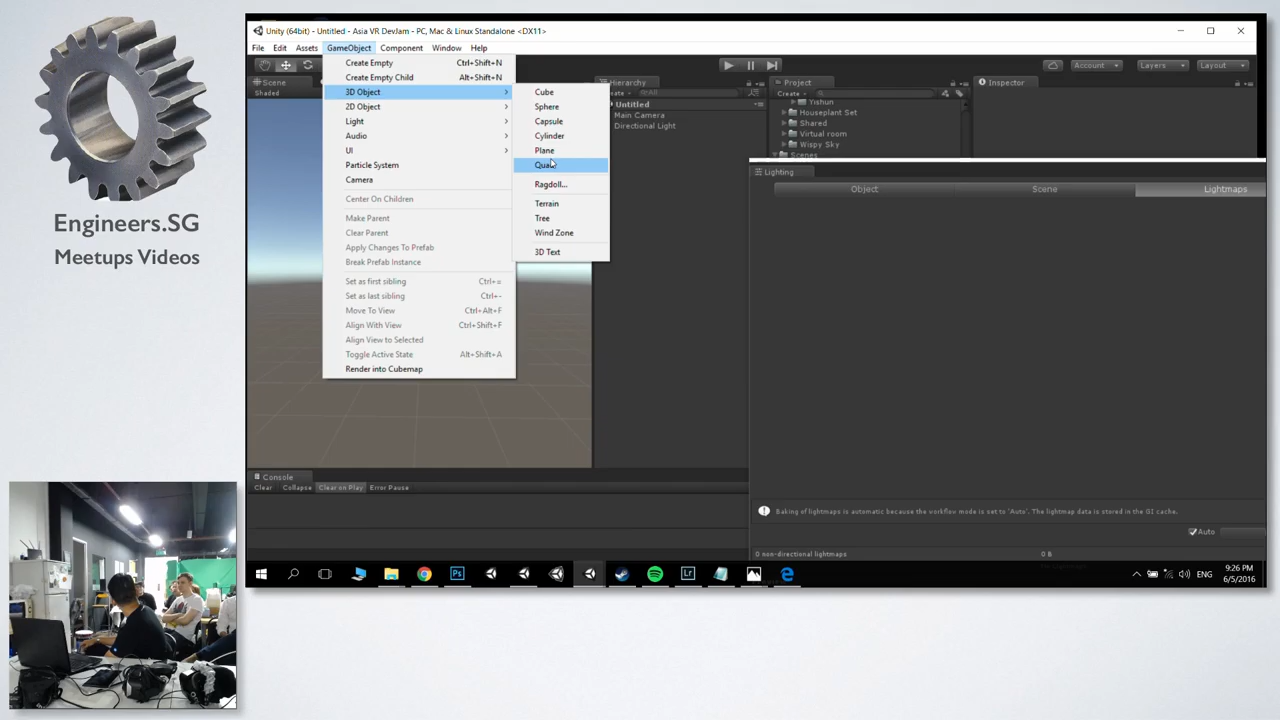 Engineers.SG
Meetups Videos
Unity (64bit) - Untitled - Asia VR DevJam - PC, Mac & Linux Standalone <DX11>
File Edit Assets GameObject Component Window Help
Account Layers Layout
Scene
Shaded
Create Empty Ctrl+Shift+N
Create Empty Child Alt+Shift+N
3D Object
2D Object
Light
Audio
UI
Particle System
Camera
Center On Children
Make Parent
Clear Parent
Apply Changes To Prefab
Break Prefab Instance
Set as first sibling Ctrl+=
Set as last sibling Ctrl+-
Move To View Ctrl+Alt+F
Align With View Ctrl+Shift+F
Align View to Selected
Toggle Active State Alt+Shift+A
Render into Cubemap
Cube
Sphere
Capsule
Cylinder
Plane
Ragdoll...
Terrain
Tree
Wind Zone
3D Text
Hierarchy
Untitled
Main Camera
Directional Light
Project
Create
Yishun
Houseplant Set
Shared
Virtual room
Wispy Sky
Scenes
Inspector
Lighting
Object Scene Lightmaps
Baking of lightmaps is automatic because the workflow mode is set to 'Auto'. The lightmap data is stored in the GI cache.
Auto
0 non-directional lightmaps 0 B
Console
Clear Collapse Clear on Play Error Pause
ENG
9:26 PM
6/5/2016